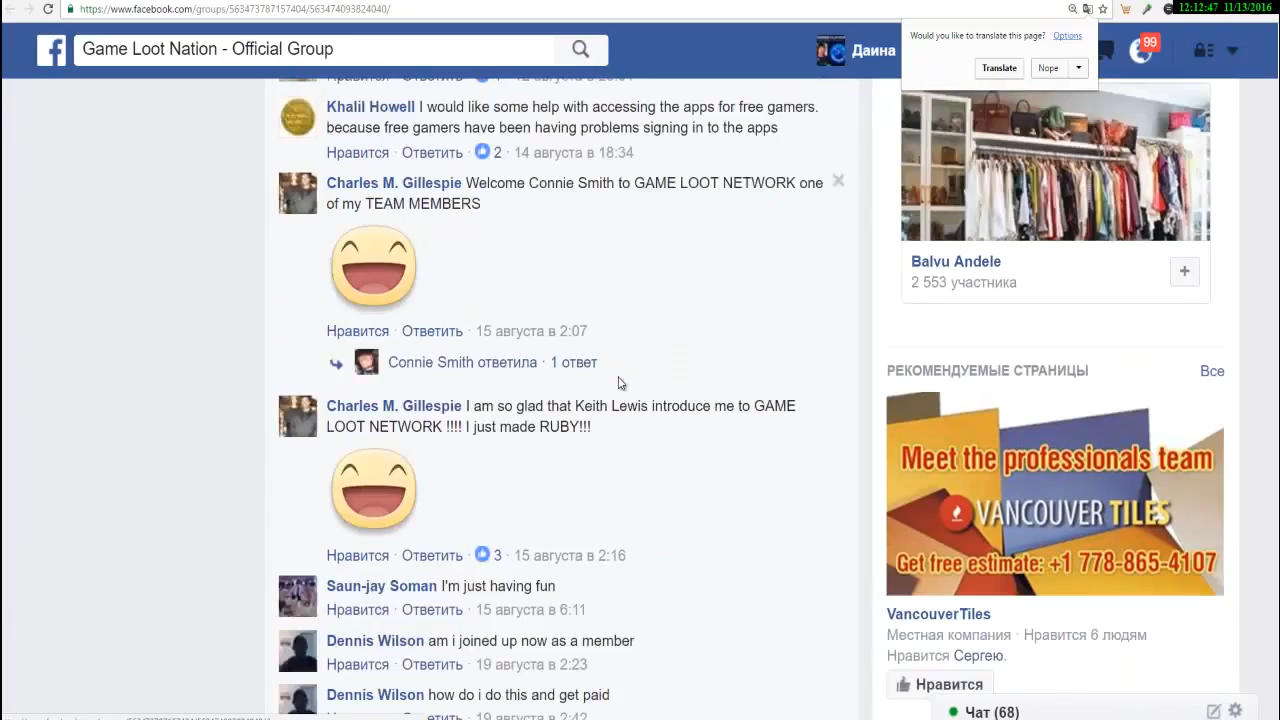 https://www.facebook.com/groups/563473787157404/563474093824040/
12:12:47 11/13/2016
Would you like to translate this page? Options
Translate
Nope
Game Loot Nation - Official Group
Даина
99
Khalil Howell I would like some help with accessing the apps for free gamers.
because free gamers have been having problems signing in to the apps
Нравится · Ответить · 2 · 14 августа в 18:34
Charles M. Gillespie Welcome Connie Smith to GAME LOOT NETWORK one
of my TEAM MEMBERS
Нравится · Ответить · 15 августа в 2:07
Connie Smith ответила · 1 ответ
Charles M. Gillespie I am so glad that Keith Lewis introduce me to GAME
LOOT NETWORK !!!! I just made RUBY!!!
Нравится · Ответить · 3 · 15 августа в 2:16
Saun-jay Soman I'm just having fun
Нравится · Ответить · 15 августа в 6:11
Dennis Wilson am i joined up now as a member
Нравится · Ответить · 19 августа в 2:23
Dennis Wilson how do i do this and get paid
Нравится · Ответить · 19 августа в 2:42
Balvu Andele
2 553 участника
РЕКОМЕНДУЕМЫЕ СТРАНИЦЫ
Все
Meet the professionals team
VANCOUVER TILES
Get free estimate: +1 778-865-4107
VancouverTiles
Местная компания · Нравится 6 людям
Нравится Сергею.
Нравится
Чат (68)